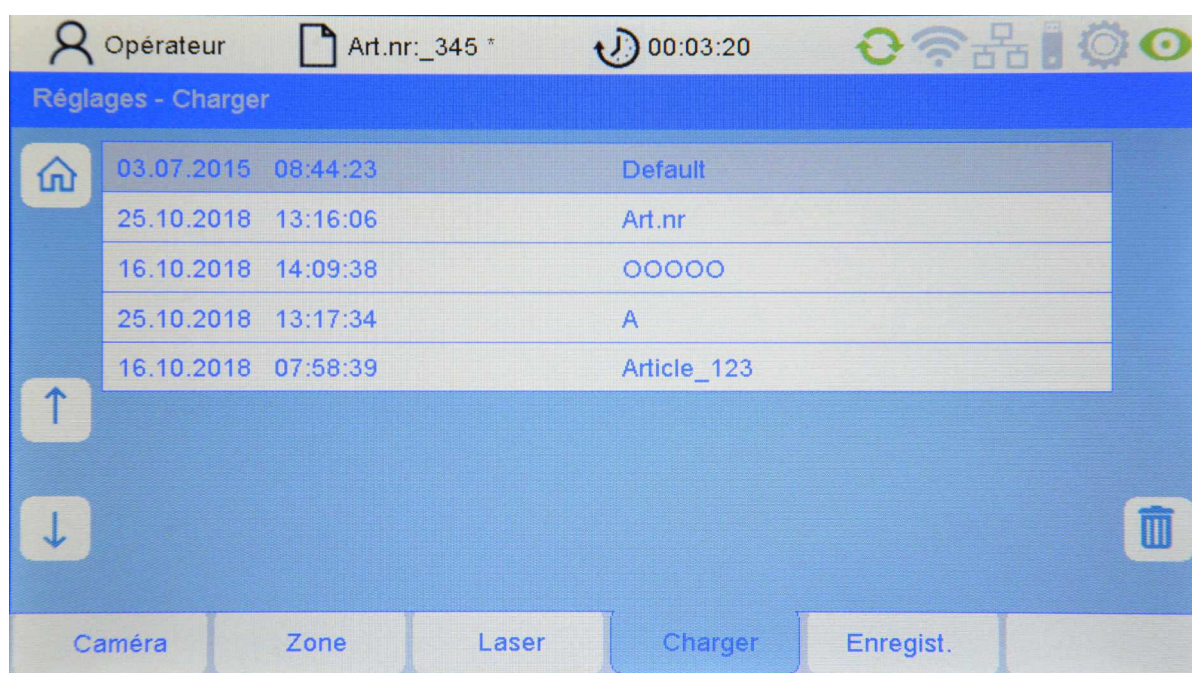 Opérateur Art.nr:_345 * 00:03:20
Réglages - Charger
03.07.2015 08:44:23 Default
25.10.2018 13:16:06 Art.nr
16.10.2018 14:09:38 OOOOO
25.10.2018 13:17:34 A
16.10.2018 07:58:39 Article_123
Caméra Zone Laser Charger Enregist.